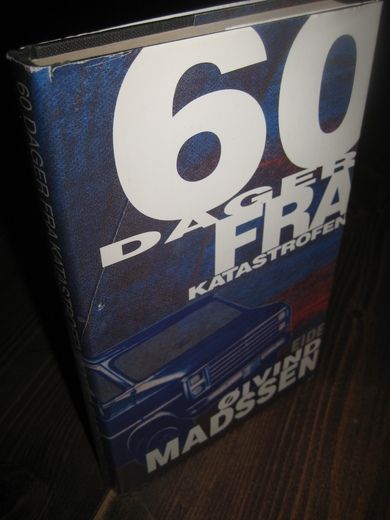 60
DAGER
FRA
KATASTROFEN
EIDE
ØIVIND
MADSSEN
60 DAGER FRA KATASTROFEN